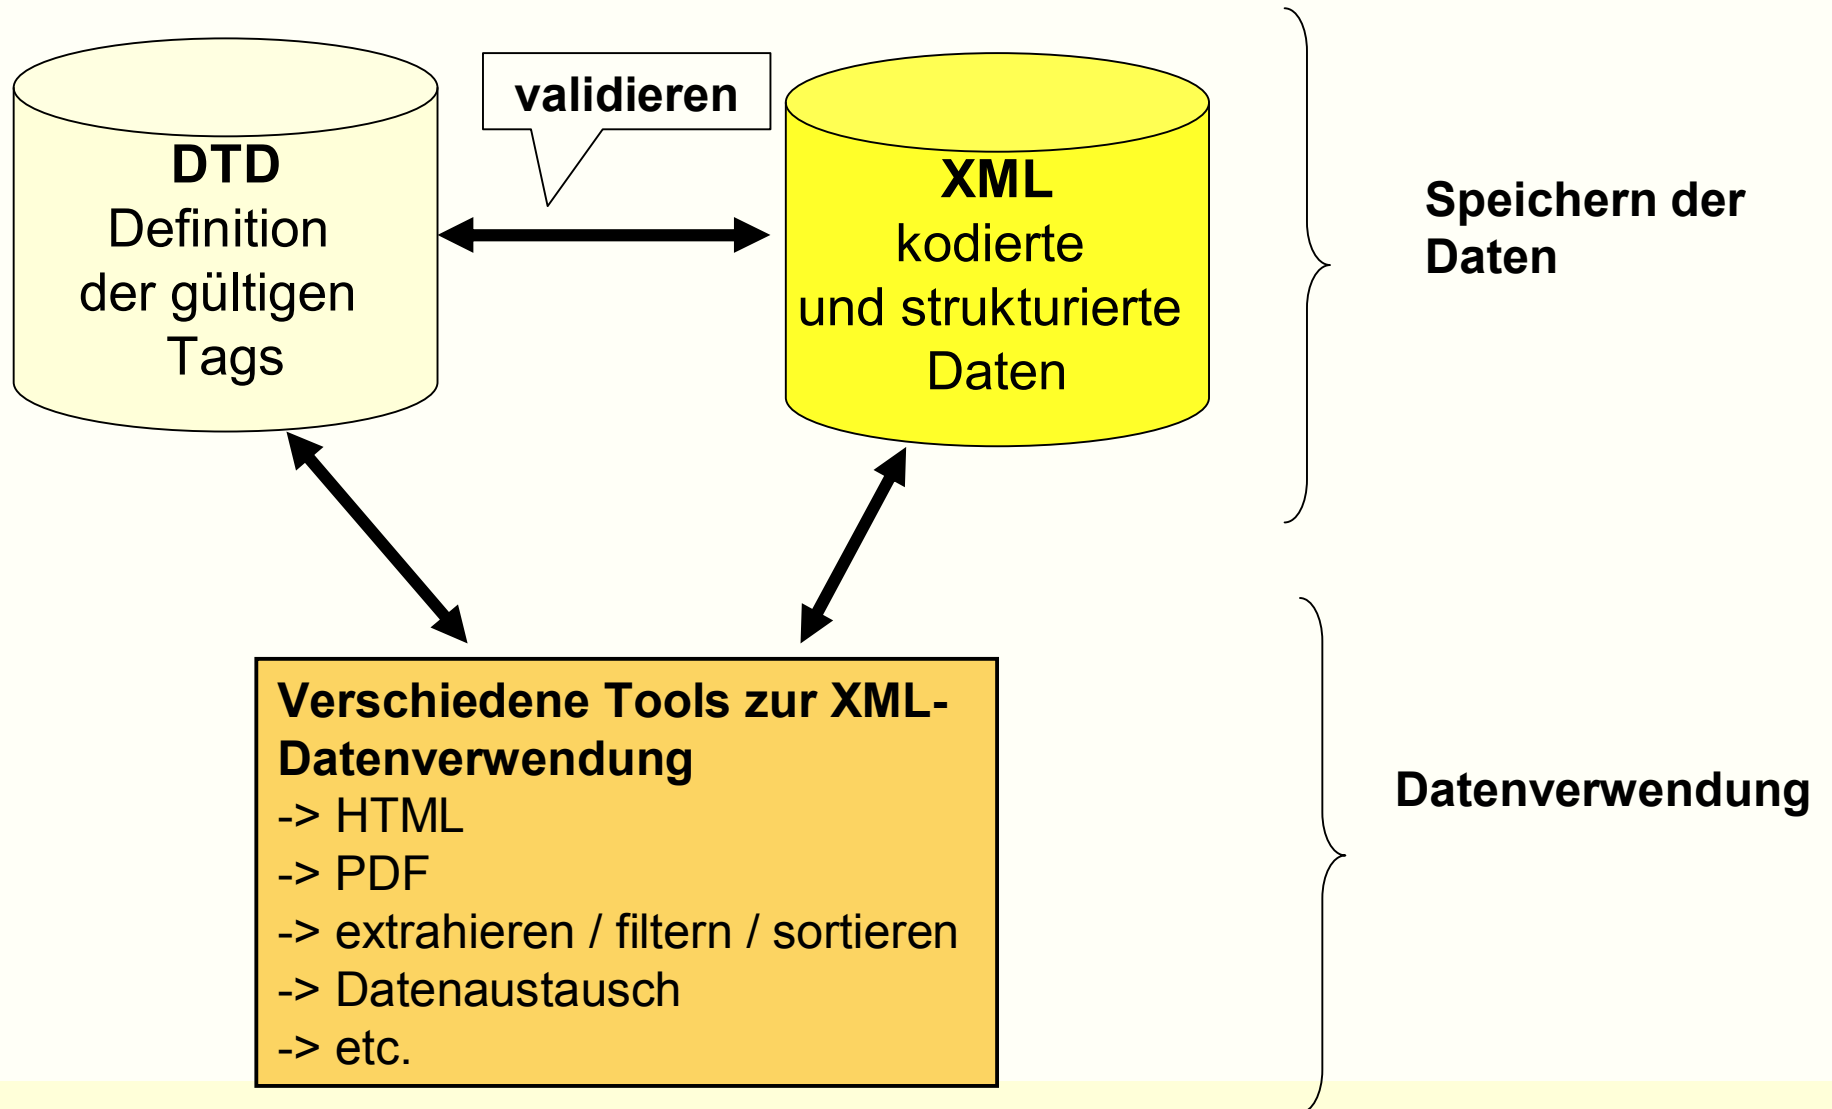 validieren
DTD
Definition
der gültigen
Tags
XML
kodierte
und strukturierte
Daten
Speichern der
Daten
Verschiedene Tools zur XML-
Datenverwendung
-> HTML
-> PDF
-> extrahieren / filtern / sortieren
-> Datenaustausch
-> etc.
Datenverwendung